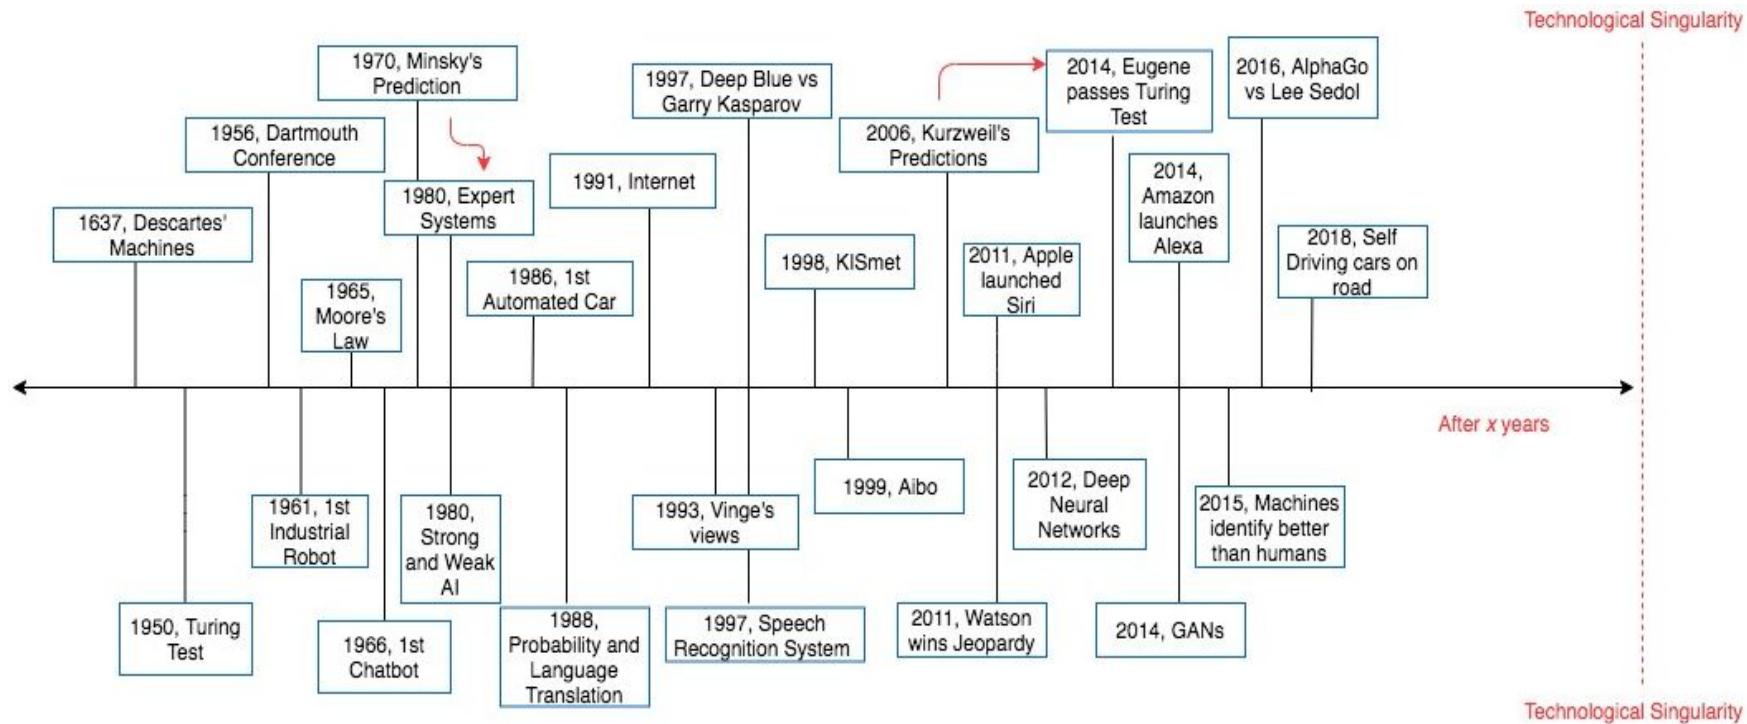 Technological Singularity
1970, Minsky's
Prediction
1997, Deep Blue vs
Garry Kasparov
2014, Eugene
passes Turing
Test
2016, AlphaGo
vs Lee Sedol
1956, Dartmouth
Conference
2006, Kurzweil's
Predictions
1980, Expert
Systems
1991, Internet
2014,
Amazon
launches
Alexa
1637, Descartes'
Machines
1965,
Moore's
Law
1986, 1st
Automated Car
1998, KISmet
2011, Apple
launched
Siri
2018, Self
Driving cars on
road
After x years
1961, 1st
Industrial
Robot
1980,
Strong
and Weak
AI
1993, Vinge's
views
1999, Aibo
2012, Deep
Neural
Networks
2015, Machines
identify better
than humans
1950, Turing
Test
1966, 1st
Chatbot
1988,
Probability and
Language
Translation
1997, Speech
Recognition System
2011, Watson
wins Jeopardy
2014, GANs
Technological Singularity